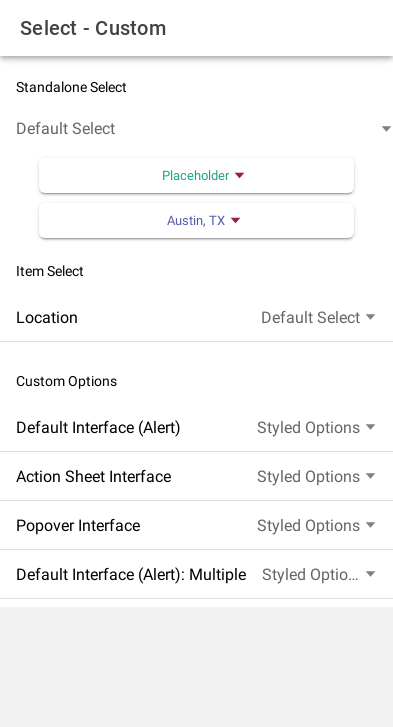 Select - Custom
Standalone Select
Default Select
Placeholder
Austin, TX
Item Select
Location Default Select
Custom Options
Default Interface (Alert) Styled Options
Action Sheet Interface Styled Options
Popover Interface Styled Options
Default Interface (Alert): Multiple Styled Optio...